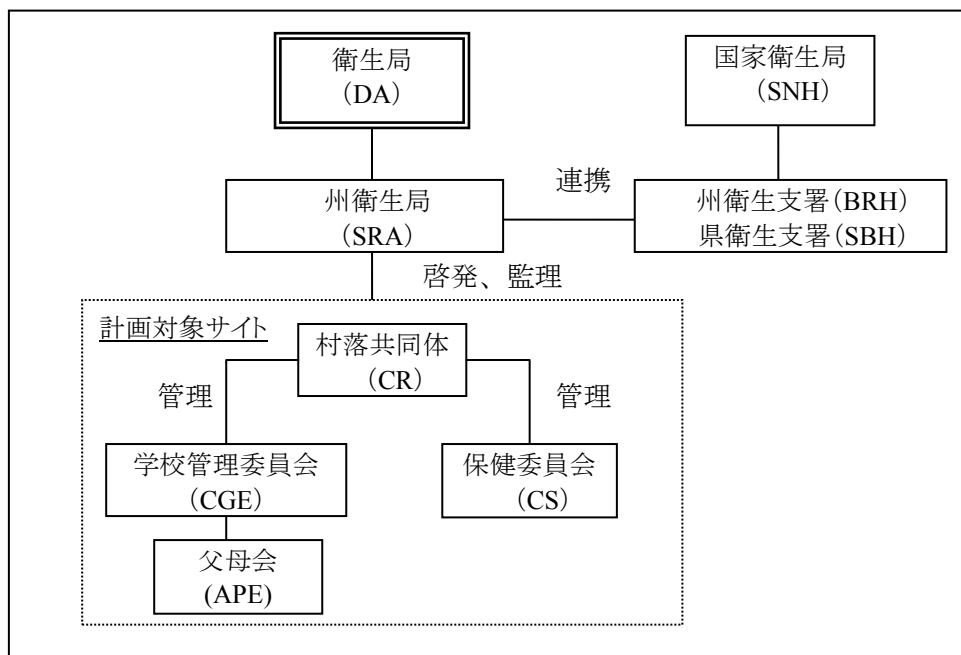 衛生局
（DA）
国家衛生局
（SNH）
州衛生局
（SRA）
連携
州衛生支署（BRH）
県衛生支署（SBH）
啓発、監理
計画対象サイト
村落共同体
（CR）
管理
管理
学校管理委員会
（CGE）
保健委員会
（CS）
父母会
(APE)